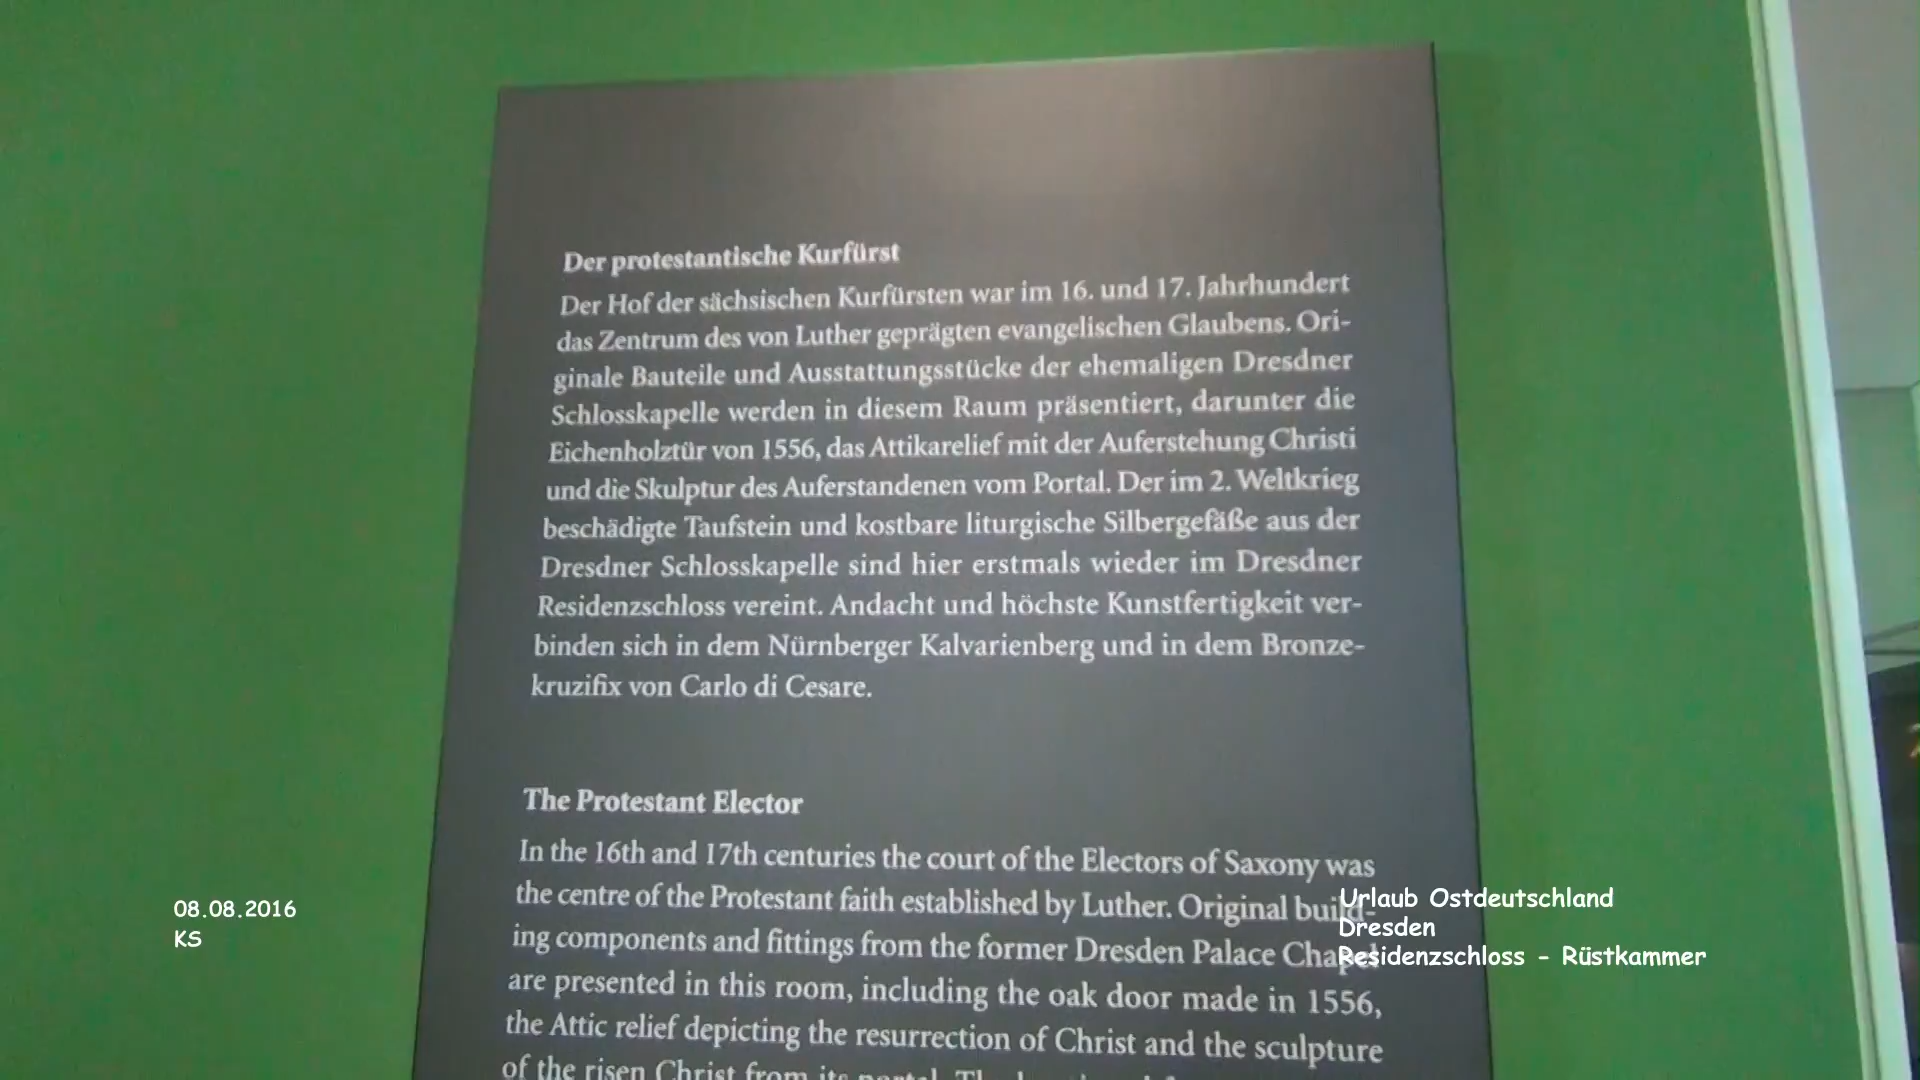 Der protestantische Kurfürst
Der Hof der sächsischen Kurfürsten war im 16. und 17. Jahrhundert
das Zentrum des von Luther geprägten evangelischen Glaubens. Ori-
ginale Bauteile und Ausstattungsstücke der ehemaligen Dresdner
Schlosskapelle werden in diesem Raum präsentiert, darunter die
Eichenholztür von 1556, das Attikarelief mit der Auferstehung Christi
und die Skulptur des Auferstandenen vom Portal. Der im 2. Weltkrieg
beschädigte Taufstein und kostbare liturgische Silbergefäße aus der
Dresdner Schlosskapelle sind hier erstmals wieder im Dresdner
Residenzschloss vereint. Andacht und höchste Kunstfertigkeit ver-
binden sich in dem Nürnberger Kalvarienberg und in dem Bronze-
kruzifix von Carlo di Cesare.
The Protestant Elector
In the 16th and 17th centuries the court of the Electors of Saxony was
the centre of the Protestant faith established by Luther. Original build-
ing components and fittings from the former Dresden Palace Chapel
are presented in this room, including the oak door made in 1556,
the Attic relief depicting the resurrection of Christ and the sculpture
of the risen Christ from its portal.
08.08.2016
KS
Urlaub Ostdeutschland
Dresden
Residenzschloss - Rüstkammer